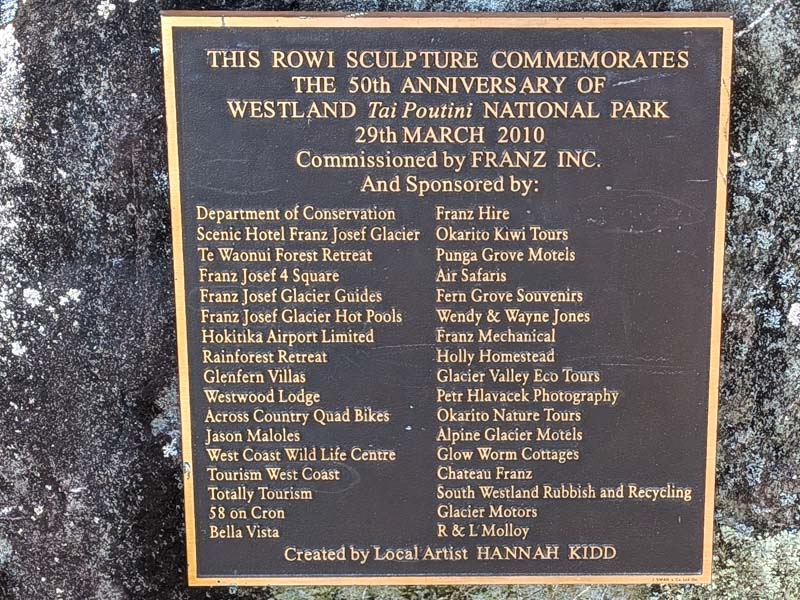 THIS ROWI SCULPTURE COMMEMORATES
THE 50th ANNIVERSARY OF
WESTLAND Tai Poutini NATIONAL PARK
29th MARCH 2010
Commissioned by FRANZ INC.
And Sponsored by:
Department of Conservation
Scenic Hotel Franz Josef Glacier
Te Waonui Forest Retreat
Franz Josef 4 Square
Franz Josef Glacier Guides
Franz Josef Glacier Hot Pools
Hokitika Airport Limited
Rainforest Retreat
Glenfern Villas
Westwood Lodge
Across Country Quad Bikes
Jason Maloles
West Coast Wild Life Centre
Tourism West Coast
Totally Tourism
58 on Cron
Bella Vista
Franz Hire
Okarito Kiwi Tours
Punga Grove Motels
Air Safaris
Fern Grove Souvenirs
Wendy & Wayne Jones
Franz Mechanical
Holly Homestead
Glacier Valley Eco Tours
Petr Hlavacek Photography
Okarito Nature Tours
Alpine Glacier Motels
Glow Worm Cottages
Chateau Franz
South Westland Rubbish and Recycling
Glacier Motors
R & L Molloy
Created by Local Artist HANNAH KIDD